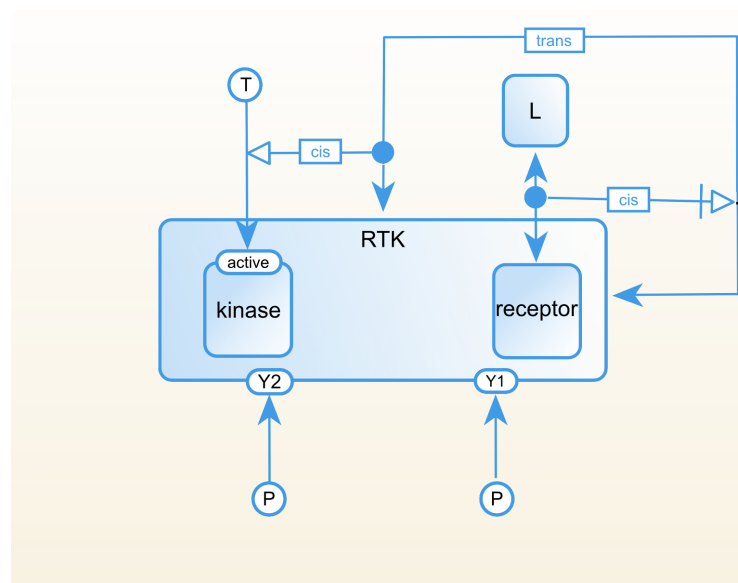 trans
T
L
cis
cis
RTK
active
kinase
receptor
Y2
Y1
P
P